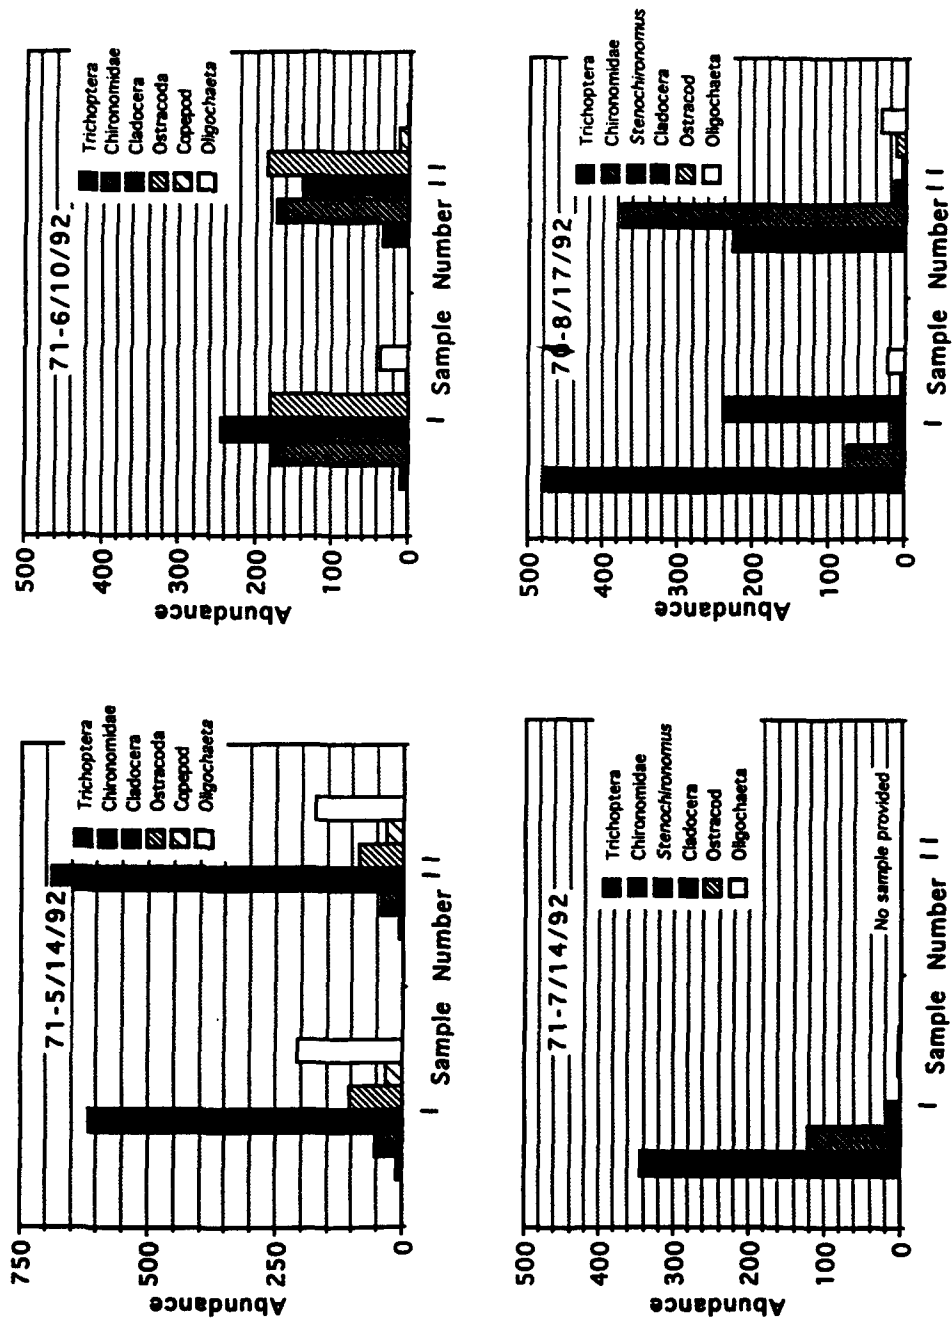 71-5/14/92
750
500
250
0
Abundance
Trichoptera
Chironomidae
Cladocera
Ostracoda
Copepod
Oligochaeta
I Sample Number II
71-6/10/92
500
400
300
200
100
0
Abundance
Trichoptera
Chironomidae
Cladocera
Ostracoda
Copepod
Oligochaeta
I Sample Number II
71-7/14/92
500
400
300
200
100
0
Abundance
Trichoptera
Chironomidae
Stenochironomus
Cladocera
Ostracod
Oligochaeta
No sample provided
I Sample Number II
-8/17/92
500
400
300
200
100
0
Abundance
Trichoptera
Chironomidae
Stenochironomus
Cladocera
Ostracod
Oligochaeta
I Sample Number II